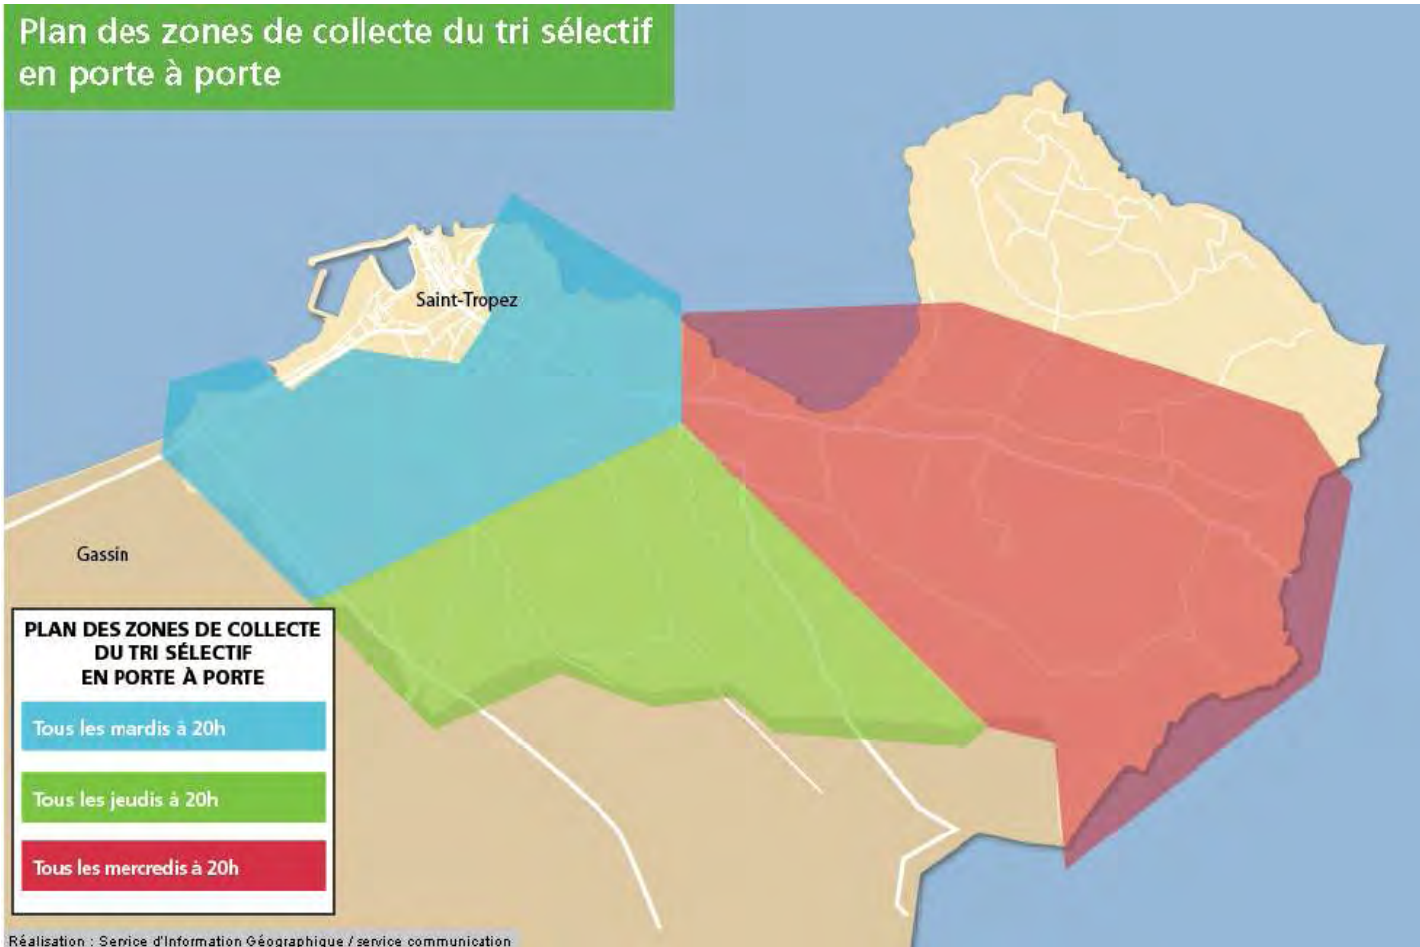 Plan des zones de collecte du tri sélectif
en porte à porte
Saint-Tropez
Gassin
PLAN DES ZONES DE COLLECTE
DU TRI SÉLECTIF
EN PORTE À PORTE
Tous les mardis à 20h
Tous les jeudis à 20h
Tous les mercredis à 20h
Réalisation : Service d'Information Géographique / service communication